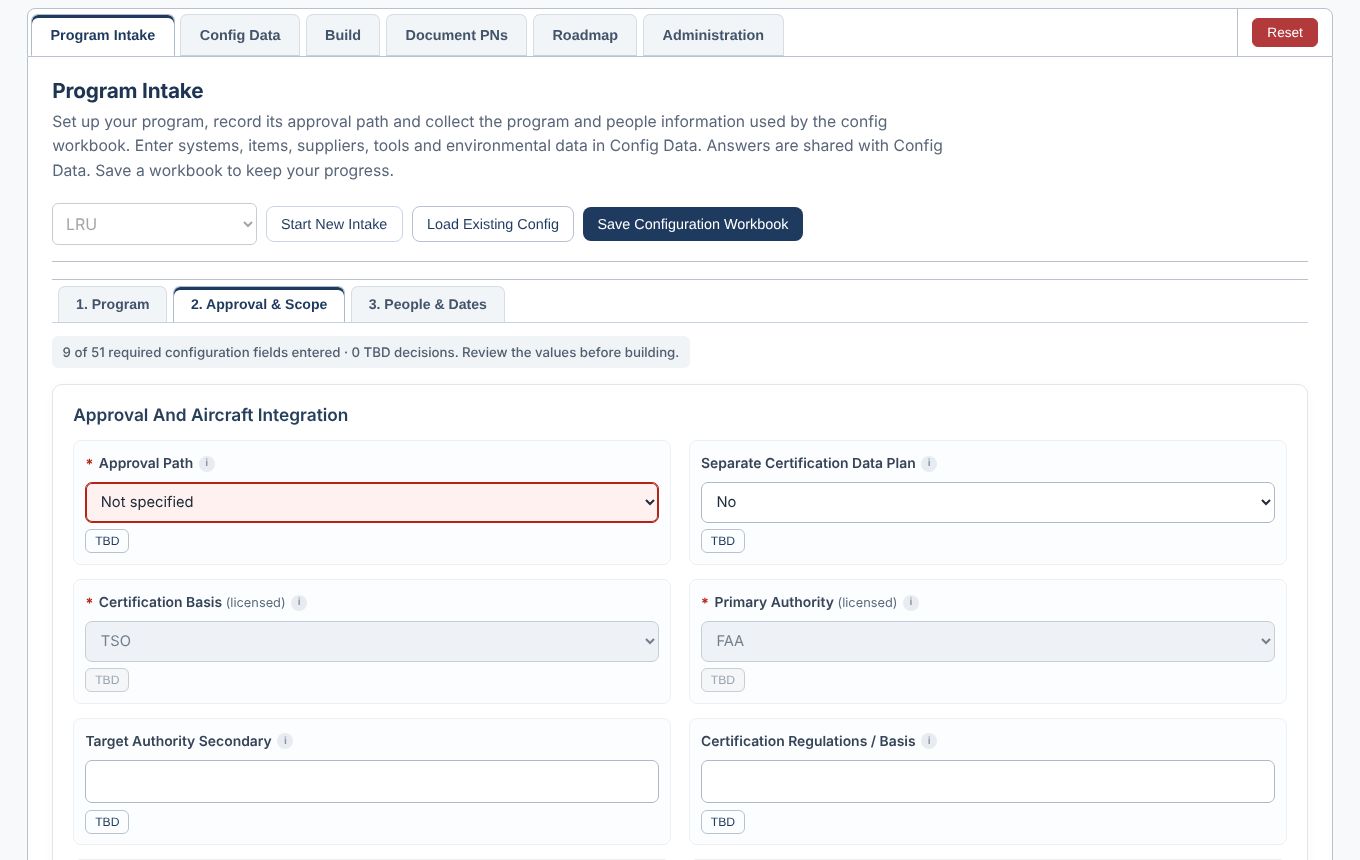 Program Intake
Config Data
Build
Document PNs
Roadmap
Administration
Reset
Program Intake
Set up your program, record its approval path and collect the program and people information used by the config
workbook. Enter systems, items, suppliers, tools and environmental data in Config Data. Answers are shared with Config
Data. Save a workbook to keep your progress.
LRU
Start New Intake
Load Existing Config
Save Configuration Workbook
1. Program
2. Approval & Scope
3. People & Dates
9 of 51 required configuration fields entered · 0 TBD decisions. Review the values before building.
Approval And Aircraft Integration
* Approval Path i
Separate Certification Data Plan i
Not specified
No
TBD
TBD
* Certification Basis (licensed) i
* Primary Authority (licensed) i
TSO
FAA
TBD
TBD
Target Authority Secondary i
Certification Regulations / Basis i
TBD
TBD